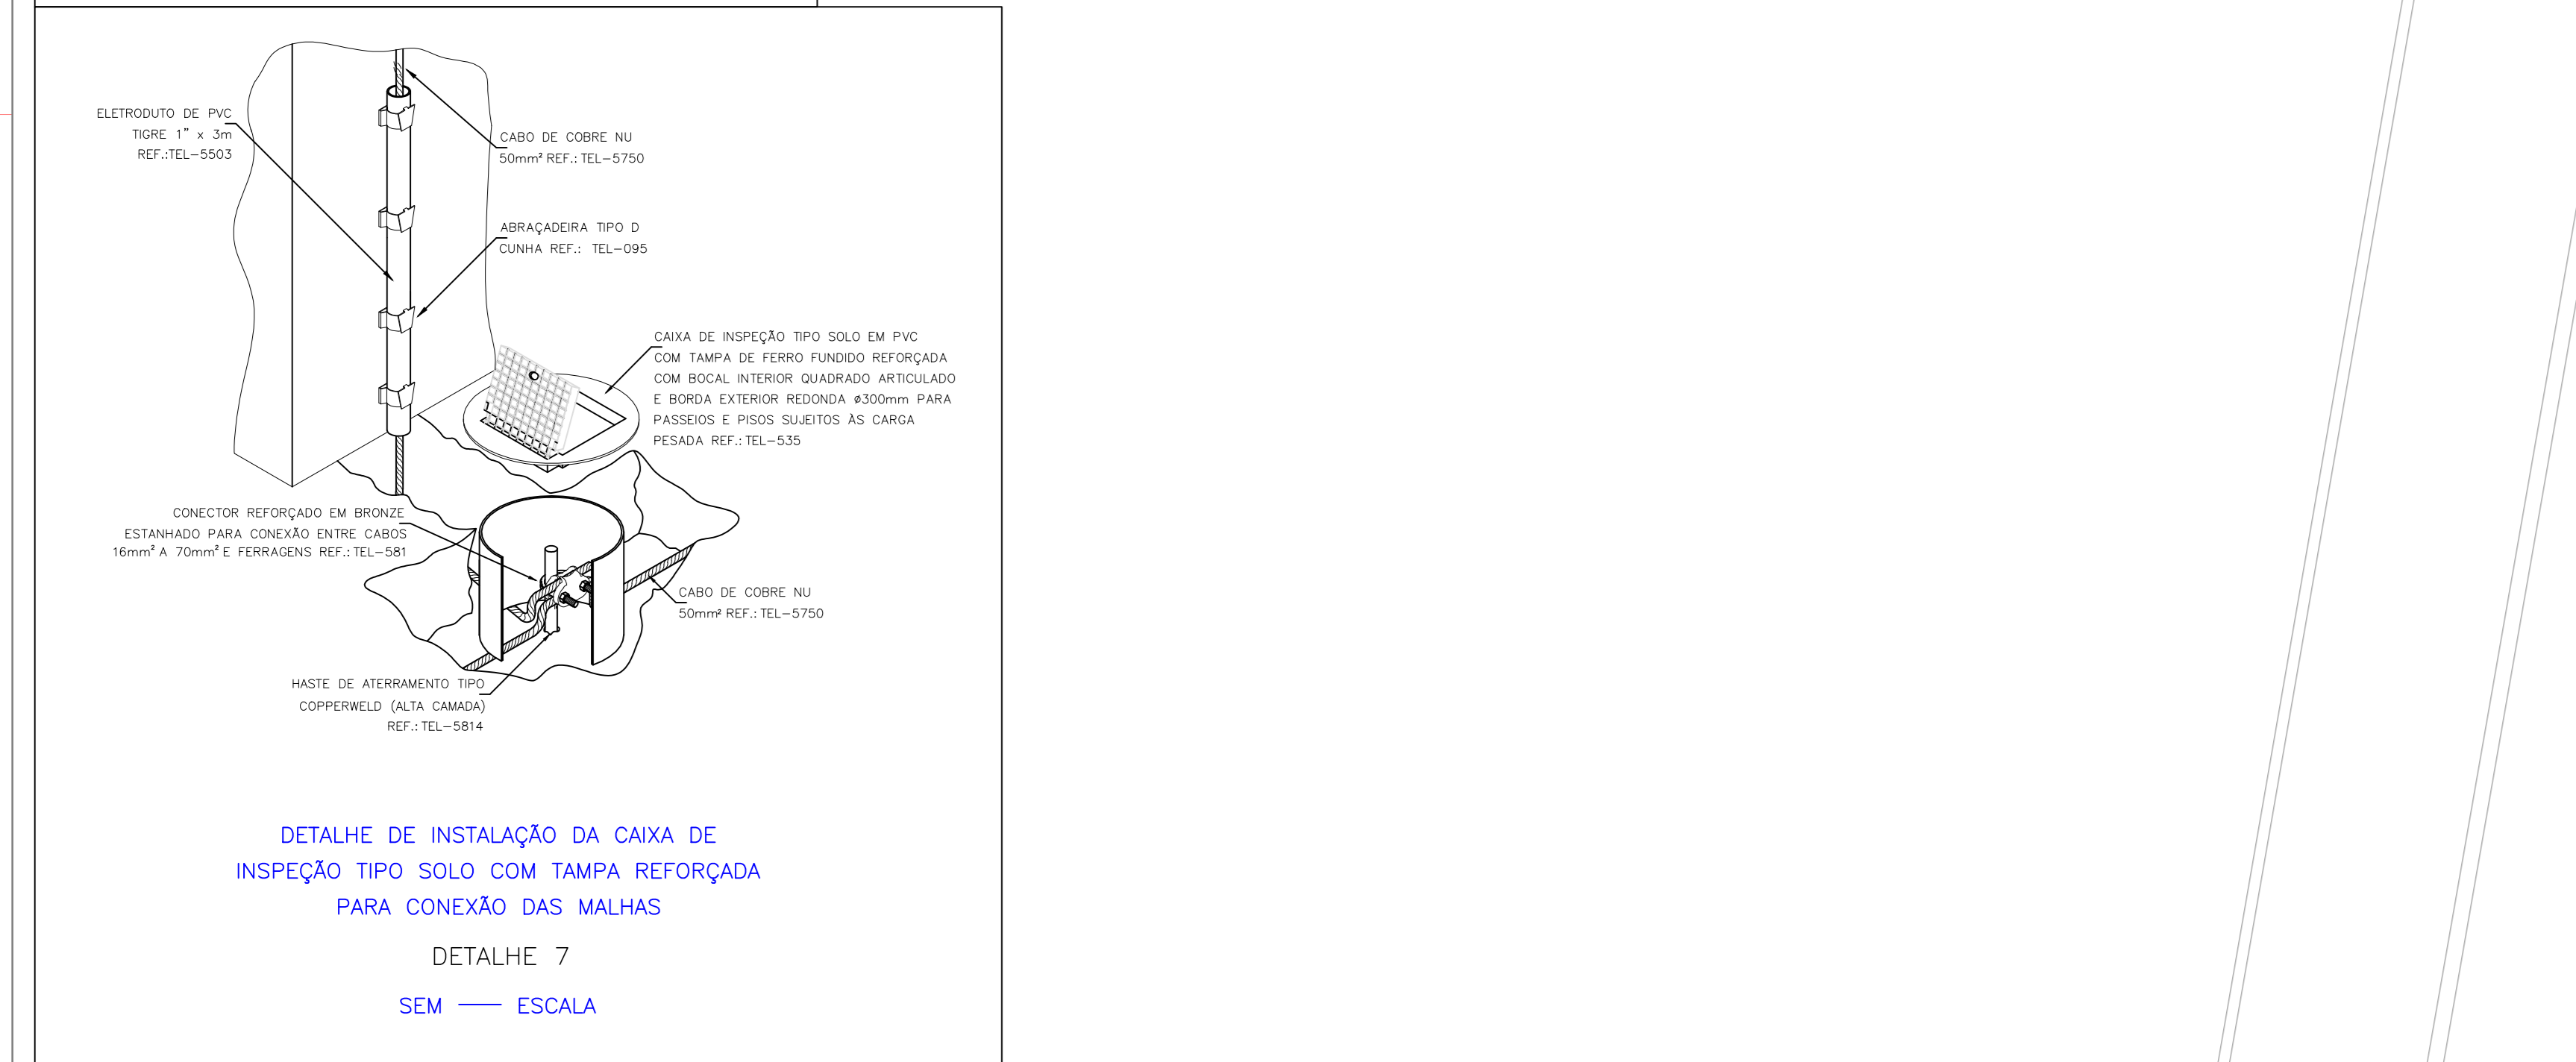 ELETRODUTO DE PVC
TIGRE 1" x 3m
REF.:TEL-5503
CABO DE COBRE NU
50mm² REF.: TEL-5750
ABRAÇADEIRA TIPO D
CUNHA REF.: TEL-095
CAIXA DE INSPEÇÃO TIPO SOLO EM PVC
COM TAMPA DE FERRO FUNDIDO REFORÇADA
COM BOCAL INTERIOR QUADRADO ARTICULADO
E BORDA EXTERIOR REDONDA ø300mm PARA
PASSEIOS E PISOS SUJEITOS ÀS CARGA
PESADA REF.: TEL-535
CONECTOR REFORÇADO EM BRONZE
ESTANHADO PARA CONEXÃO ENTRE CABOS
16mm² A 70mm² E FERRAGENS REF.: TEL-581
CABO DE COBRE NU
50mm² REF.: TEL-5750
HASTE DE ATERRAMENTO TIPO
COPPERWELD (ALTA CAMADA)
REF.: TEL-5814
DETALHE DE INSTALAÇÃO DA CAIXA DE
INSPEÇÃO TIPO SOLO COM TAMPA REFORÇADA
PARA CONEXÃO DAS MALHAS
DETALHE 7
SEM — ESCALA